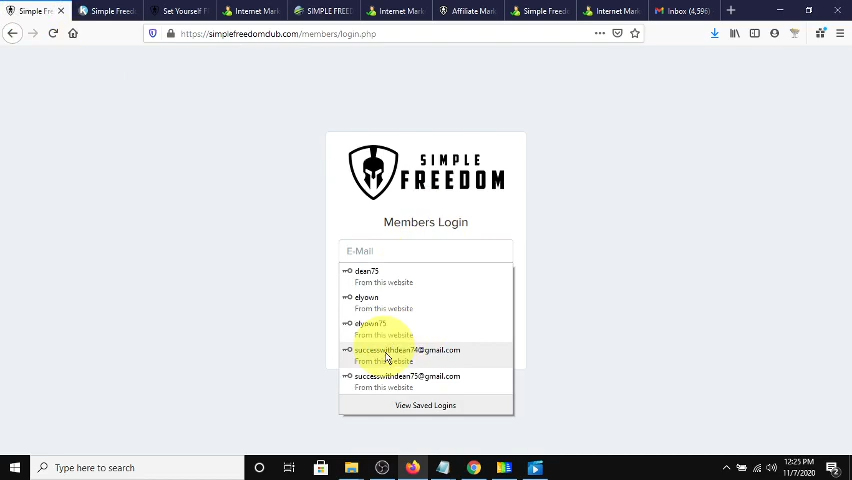 Simple Fre
Simple Freed
Set Yourself F
Internet Mark
SIMPLE FREED
Internet Mark
Affiliate Mark
Simple Freed
Internet Mark
Inbox (4,596)
https://simplefreedomclub.com/members/login.php
SIMPLE
FREEDOM
Members Login
E-Mail
dean75
From this website
elyown
From this website
elyown75
From this website
successwithdean74@gmail.com
From this website
successwithdean75@gmail.com
From this website
View Saved Logins
Type here to search
12:25 PM
11/7/2020
2